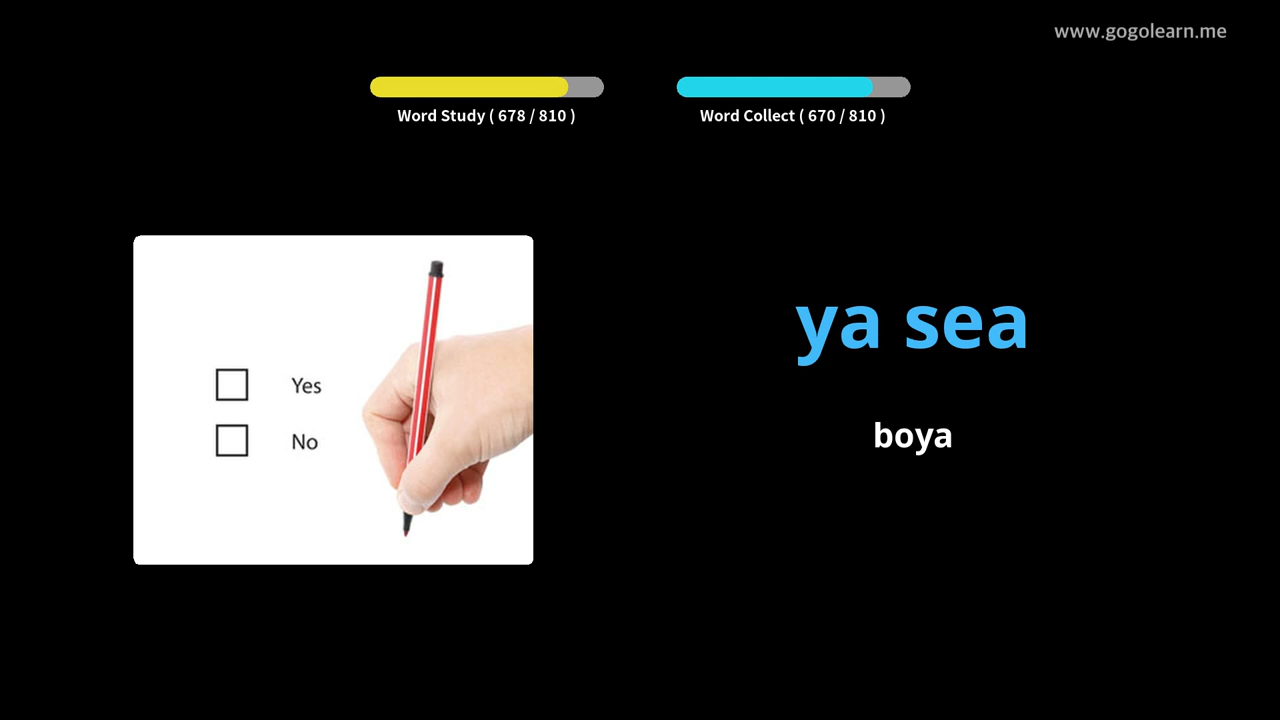 www.gogolearn.me
Word Study ( 678 / 810 )
Word Collect ( 670 / 810 )
Yes
No
ya sea
boya